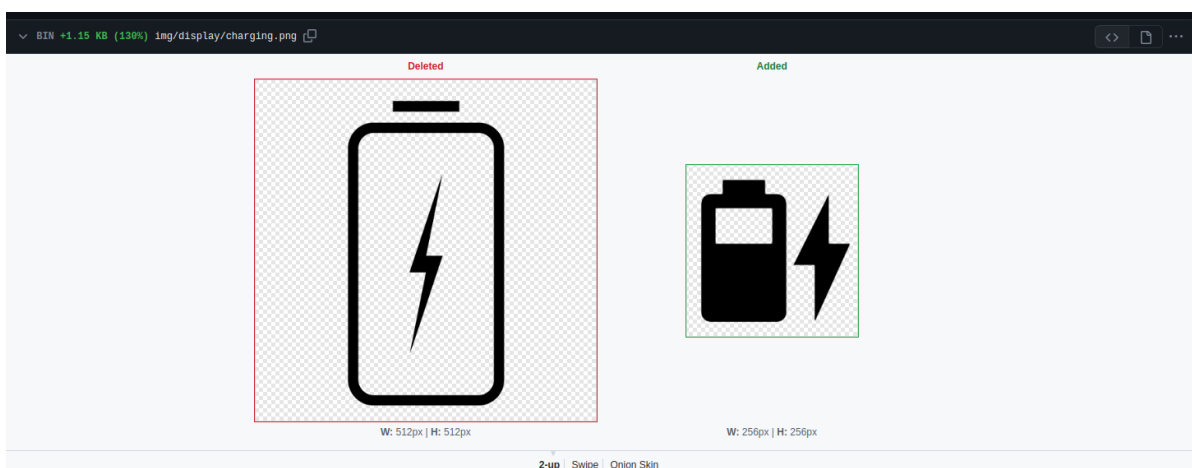 BIN +1.15 KB (130%) img/display/charging.png
Deleted
Added
W: 512px | H: 512px
W: 256px | H: 256px
2-up Swipe Onion Skin